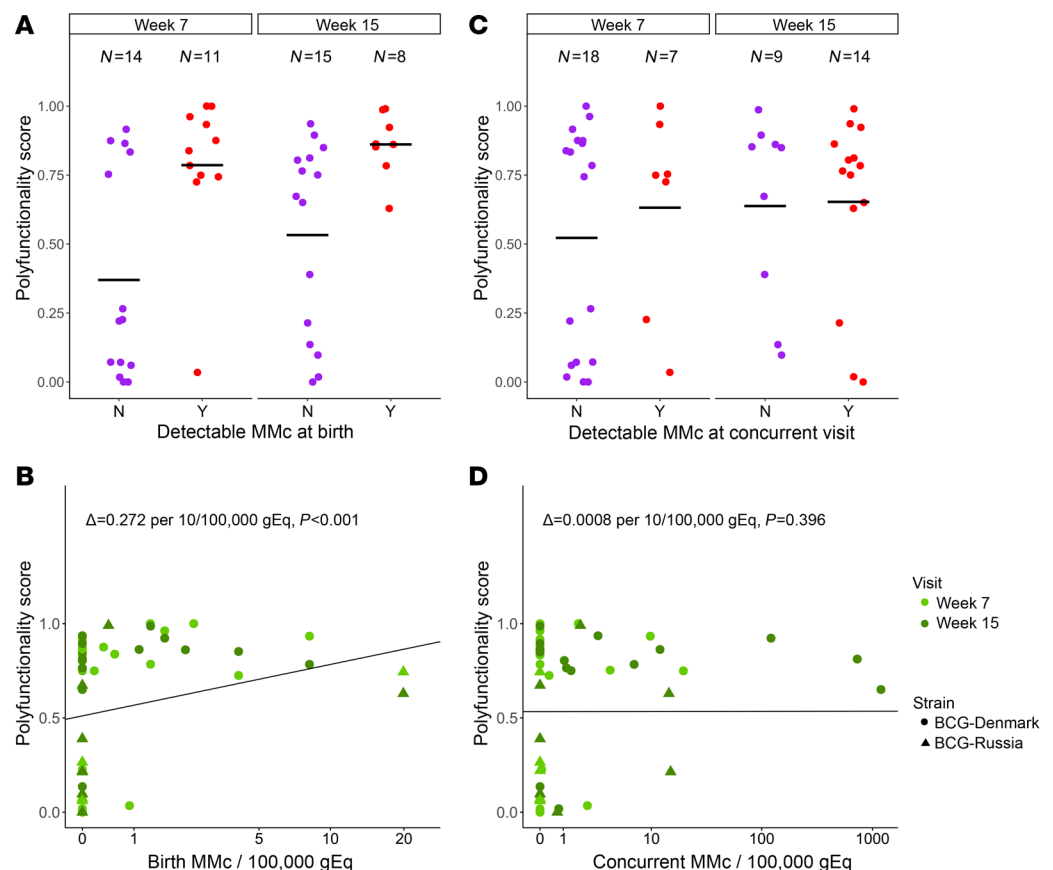 A
Week 7
Week 15
N=14
N=11
N=15
N=8
Polyfunctionality score
1.00
0.75
0.50
0.25
0.00
N
Y
N
Y
Detectable MMc at birth
C
Week 7
Week 15
N=18
N=7
N=9
N=14
Polyfunctionality score
1.00
0.75
0.50
0.25
0.00
N
Y
N
Y
Detectable MMc at concurrent visit
B
Δ=0.272 per 10/100,000 gEq, P<0.001
Polyfunctionality score
1.0
0.5
0.0
0
1
5
10
20
Birth MMc / 100,000 gEq
D
Δ=0.0008 per 10/100,000 gEq, P=0.396
Polyfunctionality score
1.0
0.5
0.0
0
1
10
100
1000
Concurrent MMc / 100,000 gEq
Visit
Week 7
Week 15
Strain
BCG-Denmark
BCG-Russia